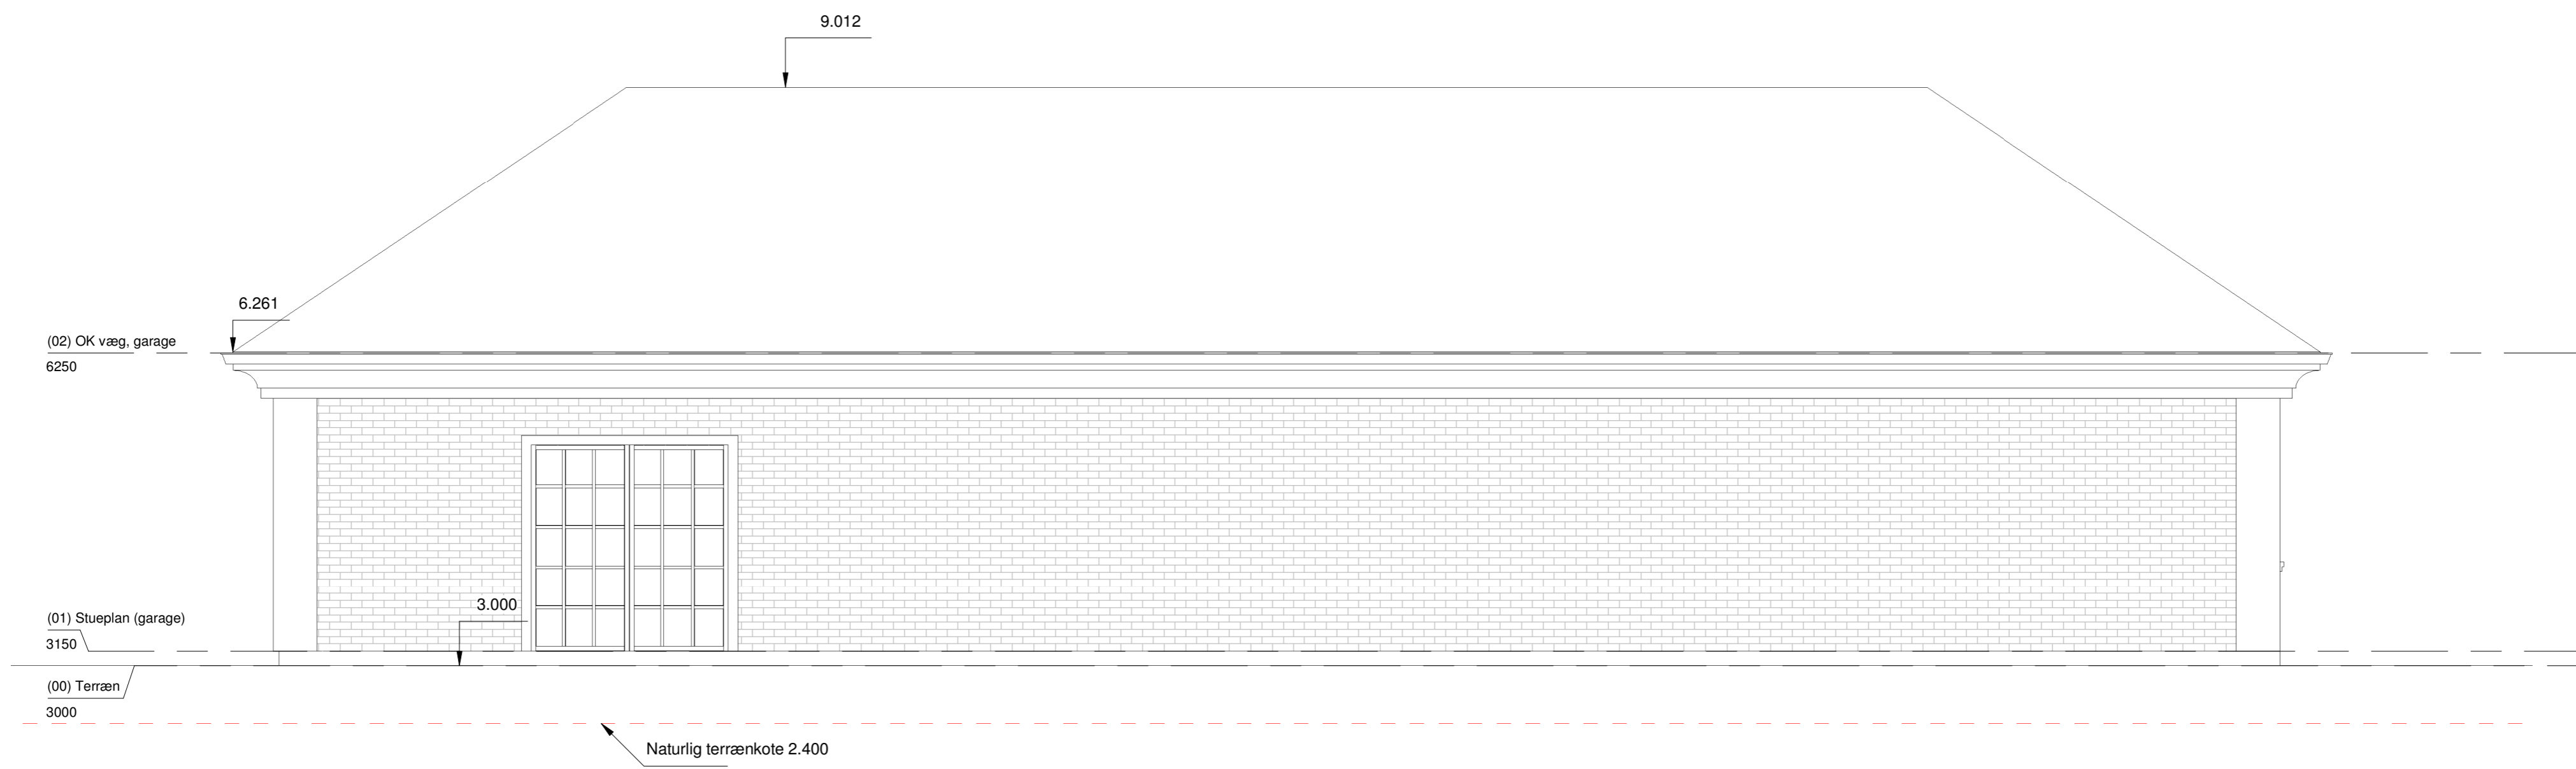 9.012
6.261
(02) OK væg, garage
6250
3.000
(01) Stueplan (garage)
3150
(00) Terræn
3000
Naturlig terrænkote 2.400